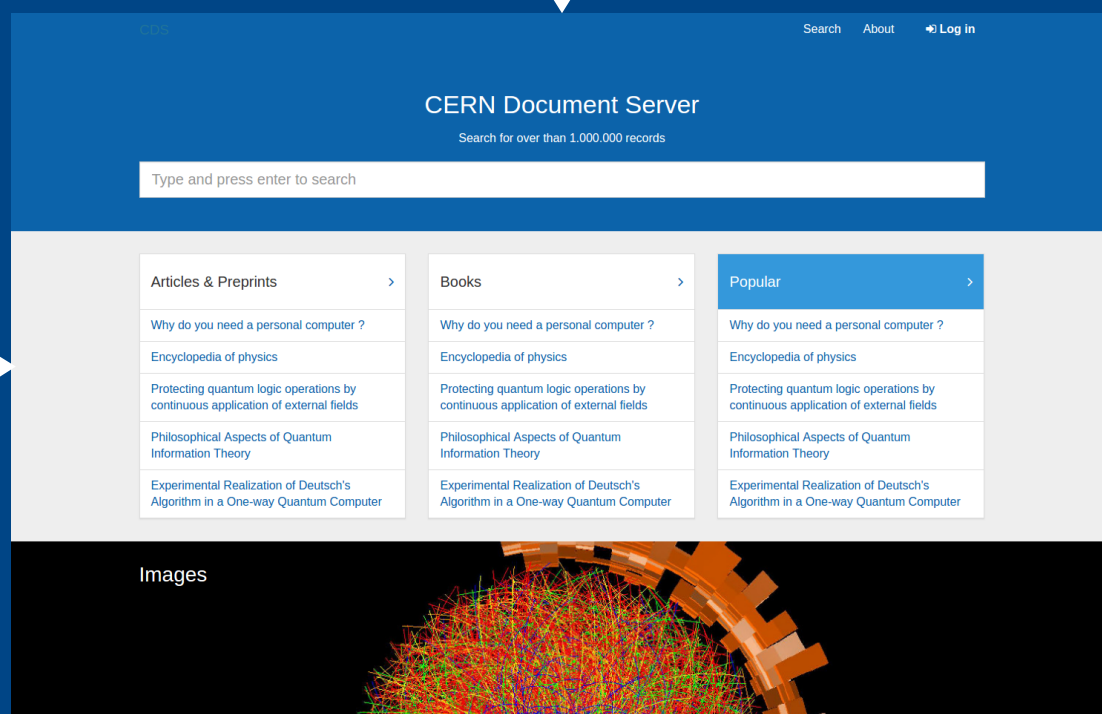 CDS
Search
About
Log in
CERN Document Server
Search for over than 1.000.000 records
Type and press enter to search
Articles & Preprints
Why do you need a personal computer ?
Encyclopedia of physics
Protecting quantum logic operations by
continuous application of external fields
Philosophical Aspects of Quantum
Information Theory
Experimental Realization of Deutsch's
Algorithm in a One-way Quantum Computer
Books
Why do you need a personal computer ?
Encyclopedia of physics
Protecting quantum logic operations by
continuous application of external fields
Philosophical Aspects of Quantum
Information Theory
Experimental Realization of Deutsch's
Algorithm in a One-way Quantum Computer
Popular
Why do you need a personal computer ?
Encyclopedia of physics
Protecting quantum logic operations by
continuous application of external fields
Philosophical Aspects of Quantum
Information Theory
Experimental Realization of Deutsch's
Algorithm in a One-way Quantum Computer
Images